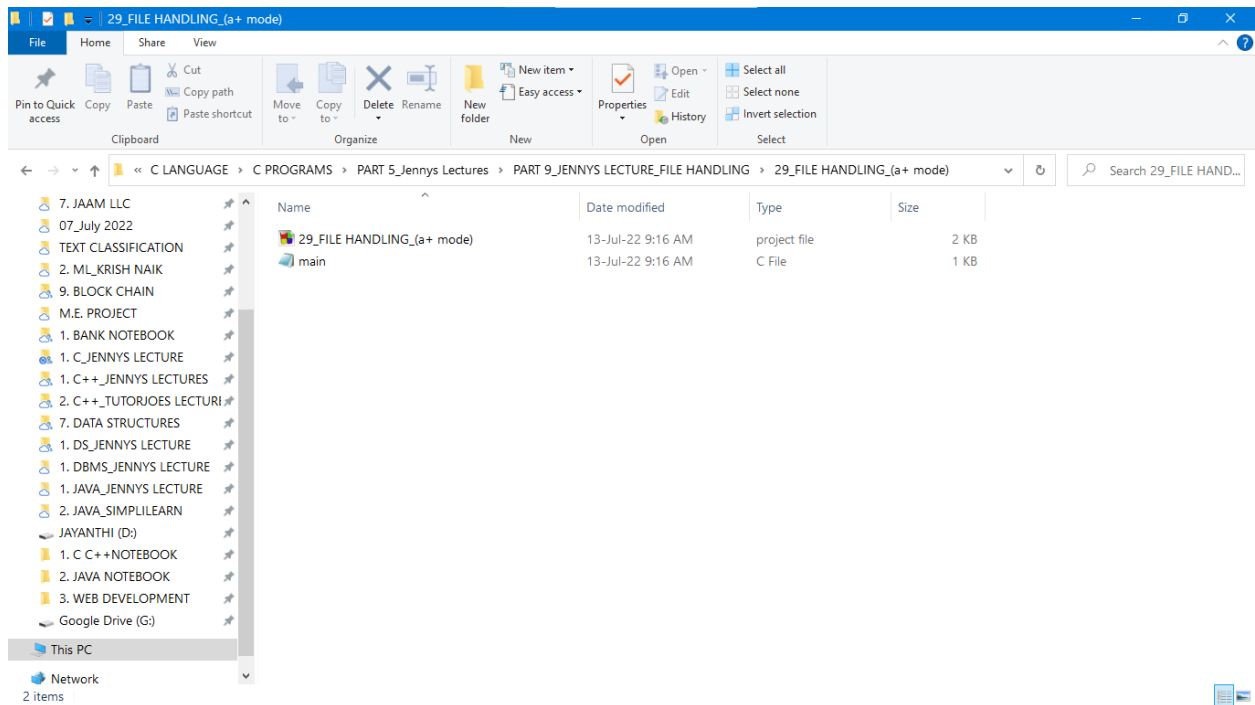 29_FILE HANDLING_(a+ mode)
File Home Share View
Pin to Quick access
Copy
Paste
Cut
Copy path
Paste shortcut
Clipboard
Move to
Copy to
Delete
Rename
Organize
New folder
New item
Easy access
New
Properties
Open
Edit
History
Open
Select all
Select none
Invert selection
Select
« C LANGUAGE > C PROGRAMS > PART 5_Jennys Lectures > PART 9_JENNYS LECTURE_FILE HANDLING > 29_FILE HANDLING_(a+ mode)
Search 29_FILE HAND...
7. JAAM LLC
07_July 2022
TEXT CLASSIFICATION
2. ML_KRISH NAIK
9. BLOCK CHAIN
M.E. PROJECT
1. BANK NOTEBOOK
1. C_JENNYS LECTURE
1. C++_JENNYS LECTURES
2. C++_TUTORJOES LECTURE
7. DATA STRUCTURES
1. DS_JENNYS LECTURE
1. DBMS_JENNYS LECTURE
1. JAVA_JENNYS LECTURE
2. JAVA_SIMPLILEARN
JAYANTHI (D:)
1. C C++NOTEBOOK
2. JAVA NOTEBOOK
3. WEB DEVELOPMENT
Google Drive (G:)
This PC
Network
Name Date modified Type Size
29_FILE HANDLING_(a+ mode) 13-Jul-22 9:16 AM project file 2 KB
main 13-Jul-22 9:16 AM C File 1 KB
2 items